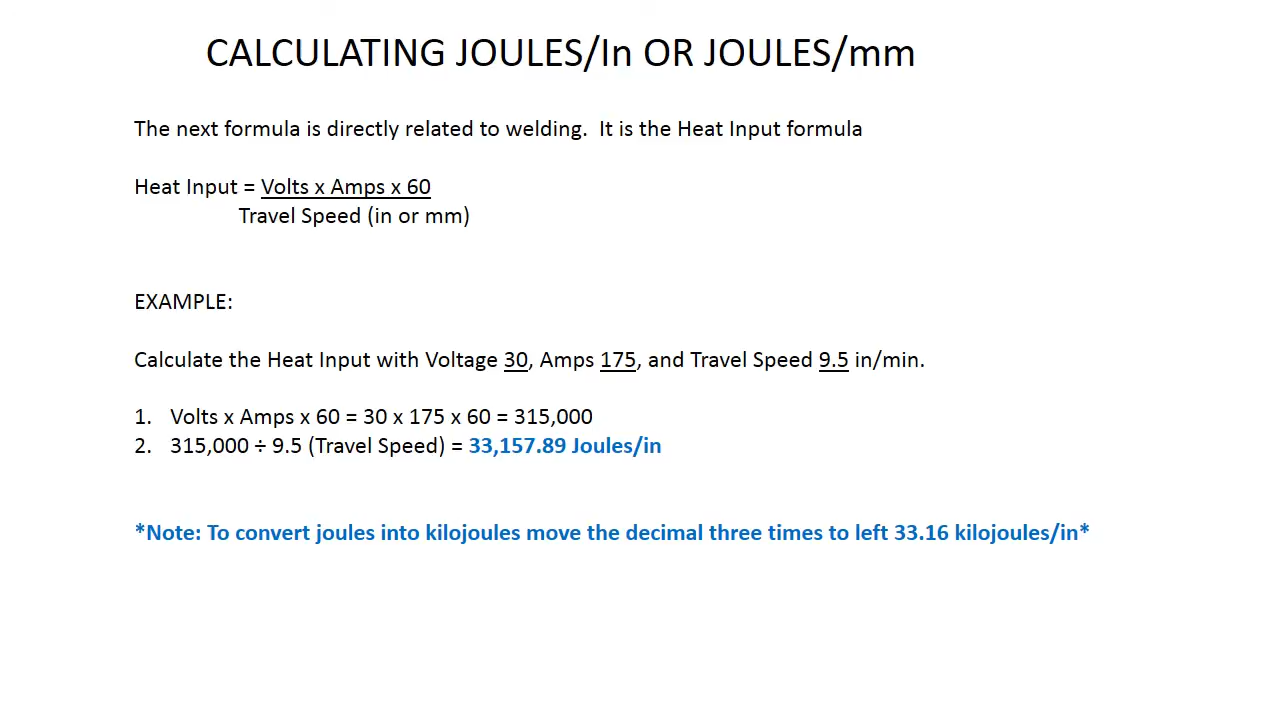 CALCULATING JOULES/In OR JOULES/mm
The next formula is directly related to welding.  It is the Heat Input formula
Heat Input = Volts x Amps x 60
Travel Speed (in or mm)
EXAMPLE:
Calculate the Heat Input with Voltage 30, Amps 175, and Travel Speed 9.5 in/min.
1. Volts x Amps x 60 = 30 x 175 x 60 = 315,000
2. 315,000 ÷ 9.5 (Travel Speed) = 33,157.89 Joules/in
*Note: To convert joules into kilojoules move the decimal three times to left 33.16 kilojoules/in*